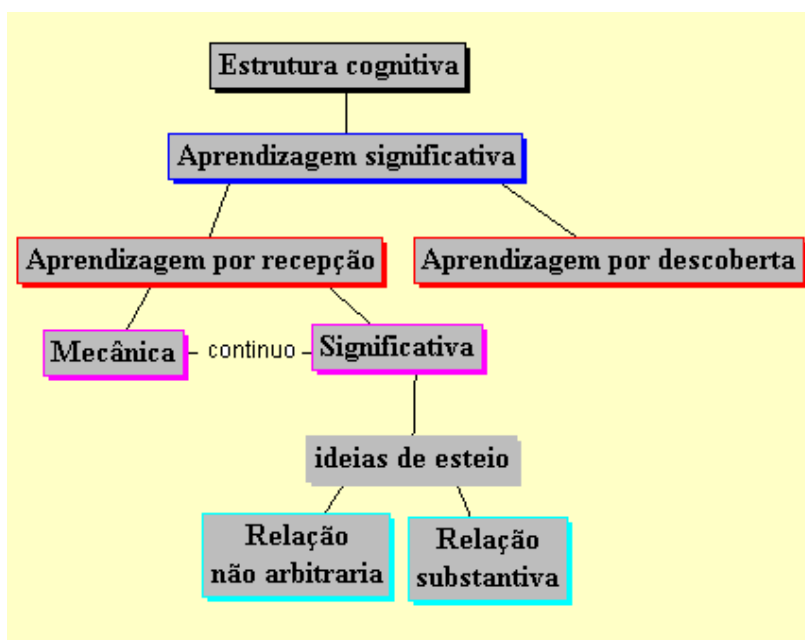 Estrutura cognitiva
Aprendizagem significativa
Aprendizagem por recepção
Aprendizagem por descoberta
Mecânica
continuo
Significativa
ideias de esteio
Relação
não arbitraria
Relação
substantiva